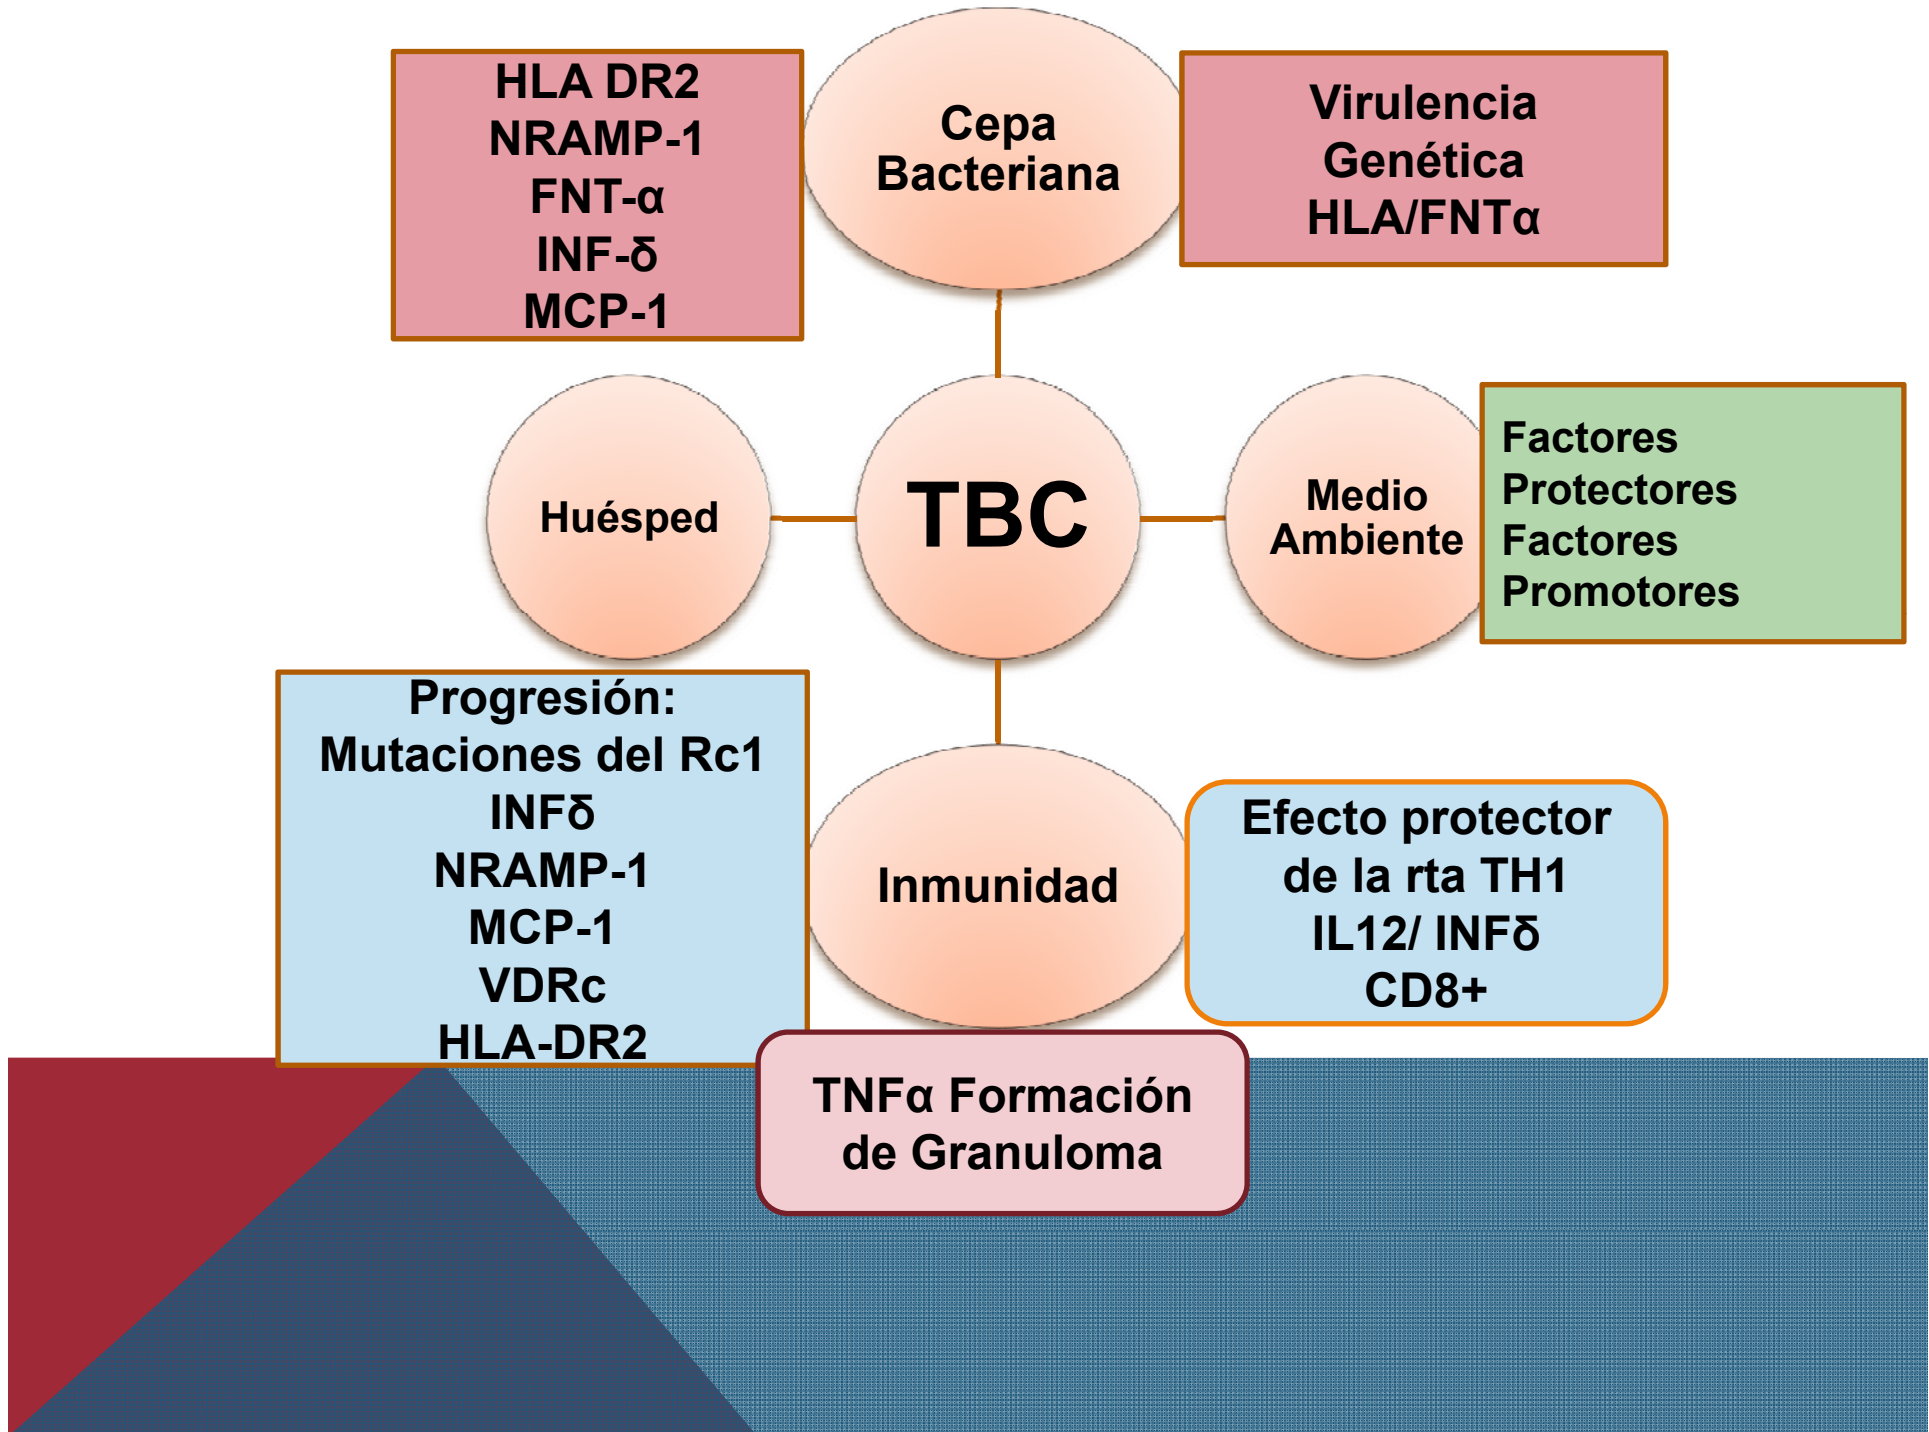 HLA DR2
NRAMP-1
FNT-α
INF-δ
MCP-1
Cepa
Bacteriana
Virulencia
Genética
HLA/FNTα
Huésped
TBC
Medio
Ambiente
Factores
Protectores
Factores
Promotores
Progresión:
Mutaciones del Rc1
INFδ
NRAMP-1
MCP-1
VDRc
HLA-DR2
Inmunidad
Efecto protector
de la rta TH1
IL12/ INFδ
CD8+
TNFα Formación
de Granuloma